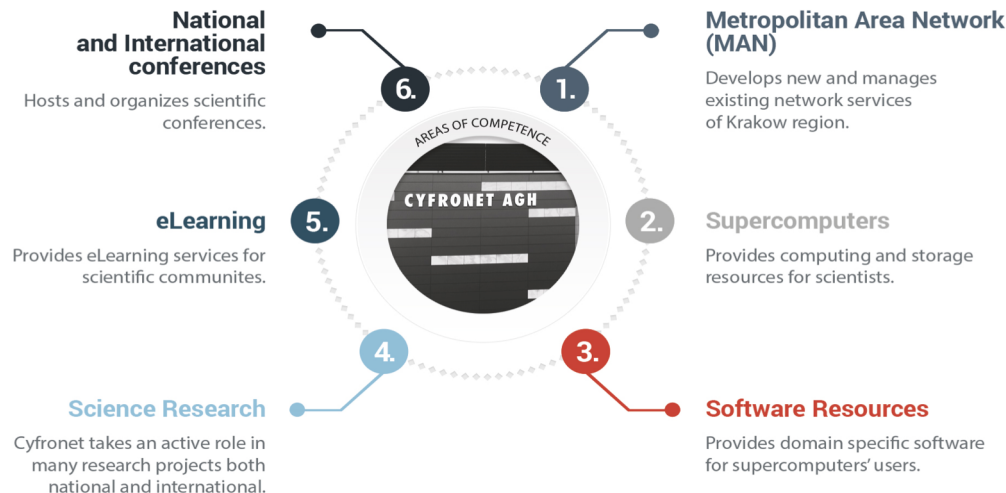 AREAS OF COMPETENCE
CYFRONET AGH
1.
Metropolitan Area Network
(MAN)
Develops new and manages
existing network services
of Krakow region.
2.
Supercomputers
Provides computing and storage
resources for scientists.
3.
Software Resources
Provides domain specific software
for supercomputers’ users.
4.
Science Research
Cyfronet takes an active role in
many research projects both
national and international.
5.
eLearning
Provides eLearning services for
scientific communites.
6.
National
and International
conferences
Hosts and organizes scientific
conferences.